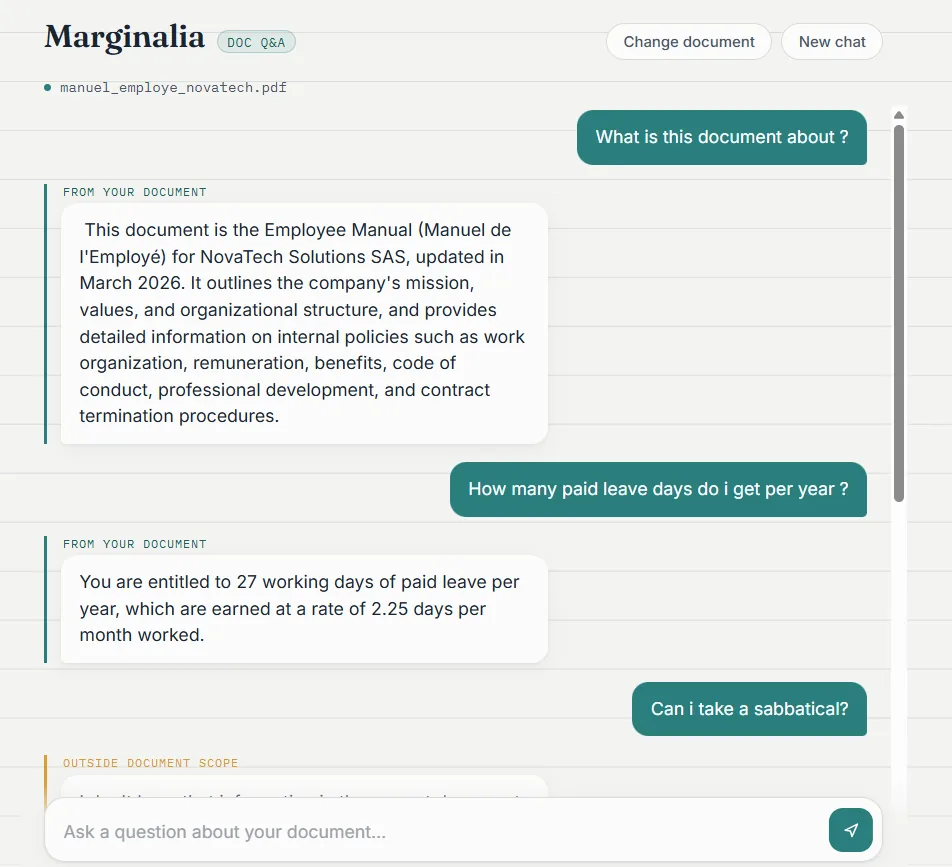 Marginalia DOC Q&A
Change document New chat
manuel_employe_novatech.pdf
What is this document about ?
FROM YOUR DOCUMENT
This document is the Employee Manual (Manuel de
l'Employé) for NovaTech Solutions SAS, updated in
March 2026. It outlines the company's mission,
values, and organizational structure, and provides
detailed information on internal policies such as work
organization, remuneration, benefits, code of
conduct, professional development, and contract
termination procedures.
How many paid leave days do i get per year ?
FROM YOUR DOCUMENT
You are entitled to 27 working days of paid leave per
year, which are earned at a rate of 2.25 days per
month worked.
Can i take a sabbatical?
OUTSIDE DOCUMENT SCOPE
Ask a question about your document...